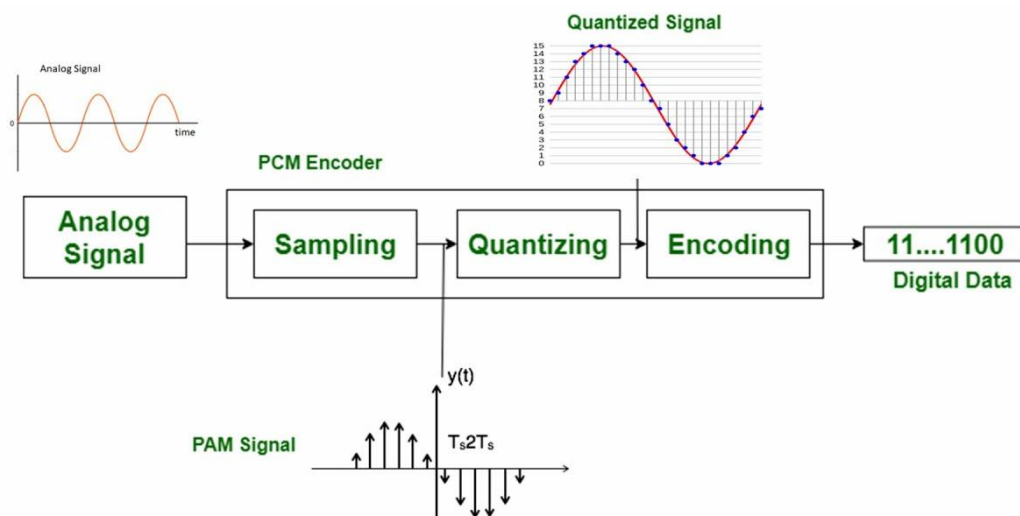 Quantized Signal
15
14
13
12
11
10
9
8
7
6
5
4
3
2
1
0
Analog Signal
0
time
PCM Encoder
Analog
Signal
Sampling
Quantizing
Encoding
11....1100
Digital Data
y(t)
PAM Signal
Ts2Ts